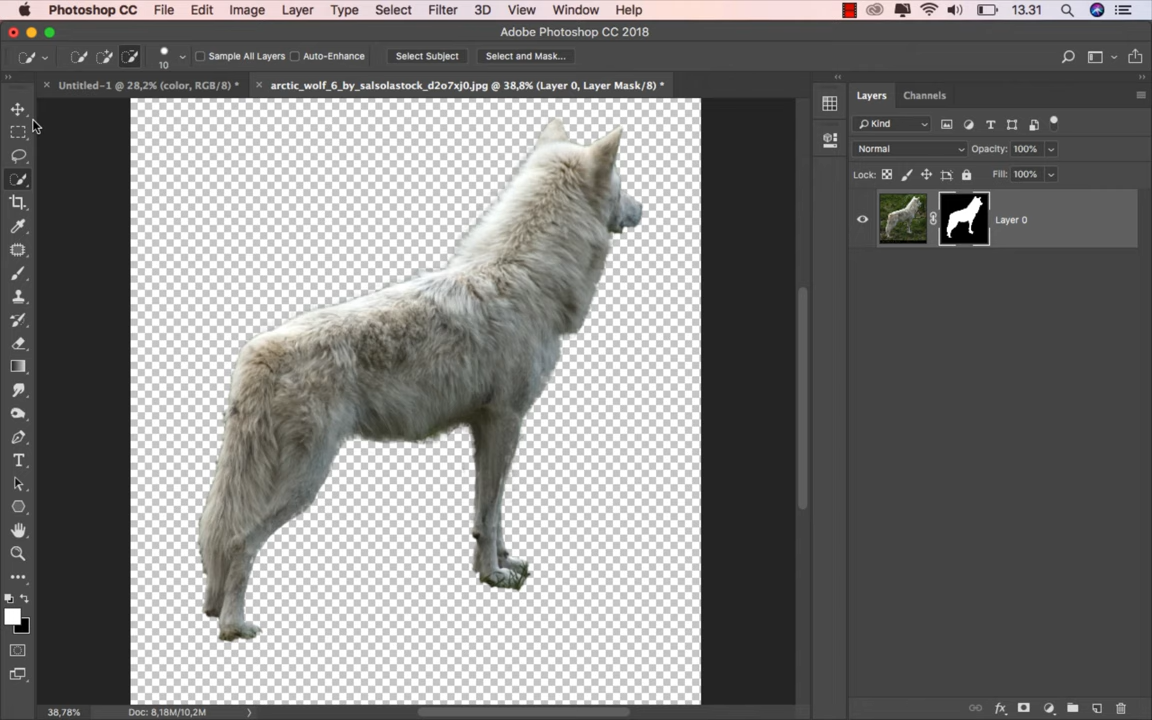 Photoshop CC File Edit Image Layer Type Select Filter 3D View Window Help 13.31
Adobe Photoshop CC 2018
10 Sample All Layers Auto-Enhance Select Subject Select and Mask...
Untitled-1 @ 28,2% (color, RGB/8) * arctic_wolf_6_by_salsolastock_d2o7xj0.jpg @ 38,8% (Layer 0, Layer Mask/8) *
Layers Channels
Kind
Normal Opacity: 100%
Lock: Fill: 100%
Layer 0
38,78% Doc: 8,18M/10,2M